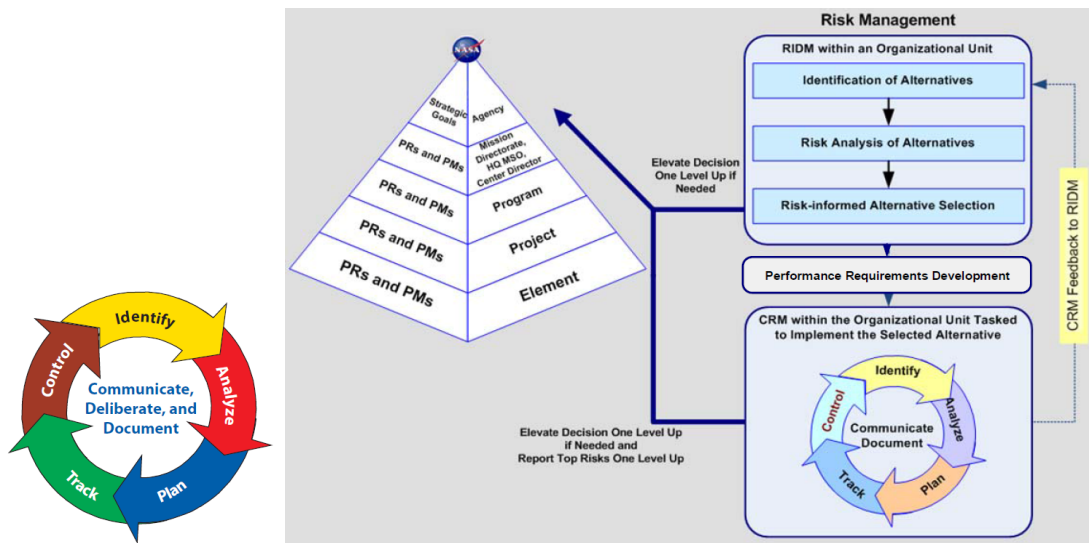 Identify
Analyze
Plan
Track
Control
Communicate,
Deliberate, and
Document
NASA
Strategic
Goals
Agency
PRs and PMs
Mission
Directorate,
HQ MSO,
Center Director
PRs and PMs
Program
PRs and PMs
Project
PRs and PMs
Element
Elevate Decision
One Level Up if
Needed
Elevate Decision One Level Up
if Needed and
Report Top Risks One Level Up
Risk Management
RIDM within an Organizational Unit
Identification of Alternatives
Risk Analysis of Alternatives
Risk-informed Alternative Selection
Performance Requirements Development
CRM within the Organizational Unit Tasked
to Implement the Selected Alternative
Identify
Analyze
Plan
Track
Control
Communicate
Document
CRM Feedback to RIDM